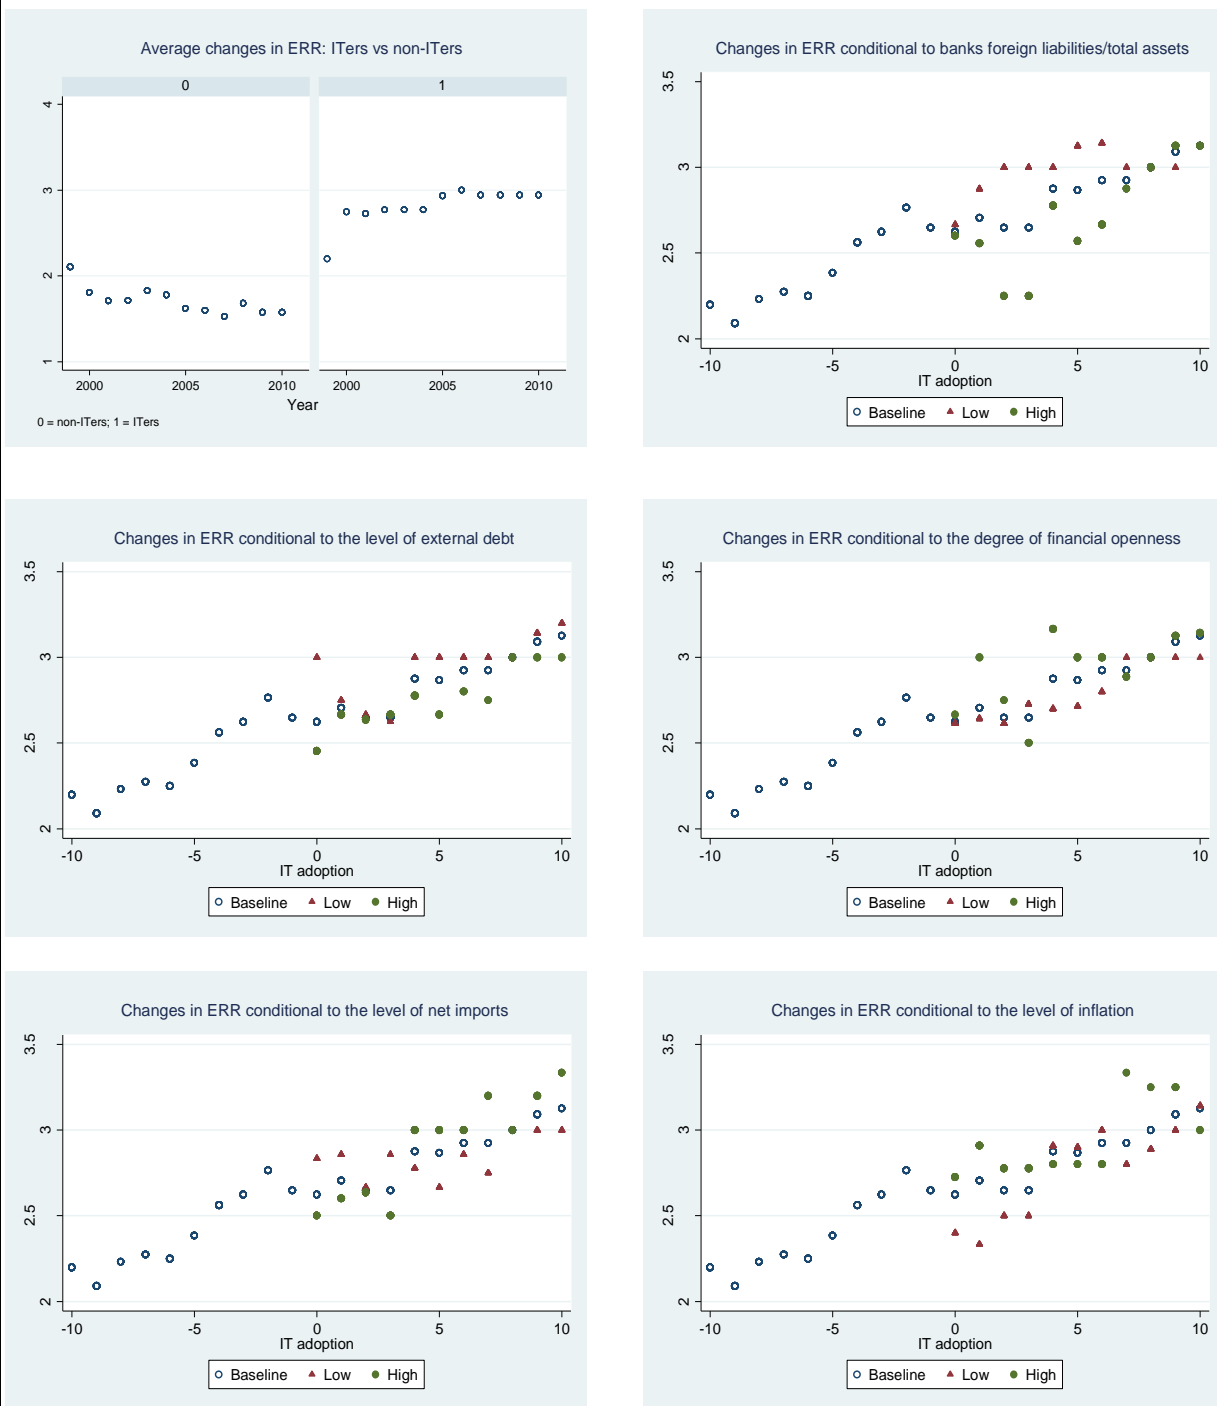 Average changes in ERR: ITers vs non-ITers
0 1
4
3
2
1
2000 2005 2010 2000 2005 2010
Year
0 = non-ITers; 1 = ITers
Changes in ERR conditional to banks foreign liabilities/total assets
3.5
3
2.5
2
-10 -5 0 5 10
IT adoption
Baseline Low High
Changes in ERR conditional to the level of external debt
3.5
3
2.5
2
-10 -5 0 5 10
IT adoption
Baseline Low High
Changes in ERR conditional to the degree of financial openness
3.5
3
2.5
2
-10 -5 0 5 10
IT adoption
Baseline Low High
Changes in ERR conditional to the level of net imports
3.5
3
2.5
2
-10 -5 0 5 10
IT adoption
Baseline Low High
Changes in ERR conditional to the level of inflation
3.5
3
2.5
2
-10 -5 0 5 10
IT adoption
Baseline Low High